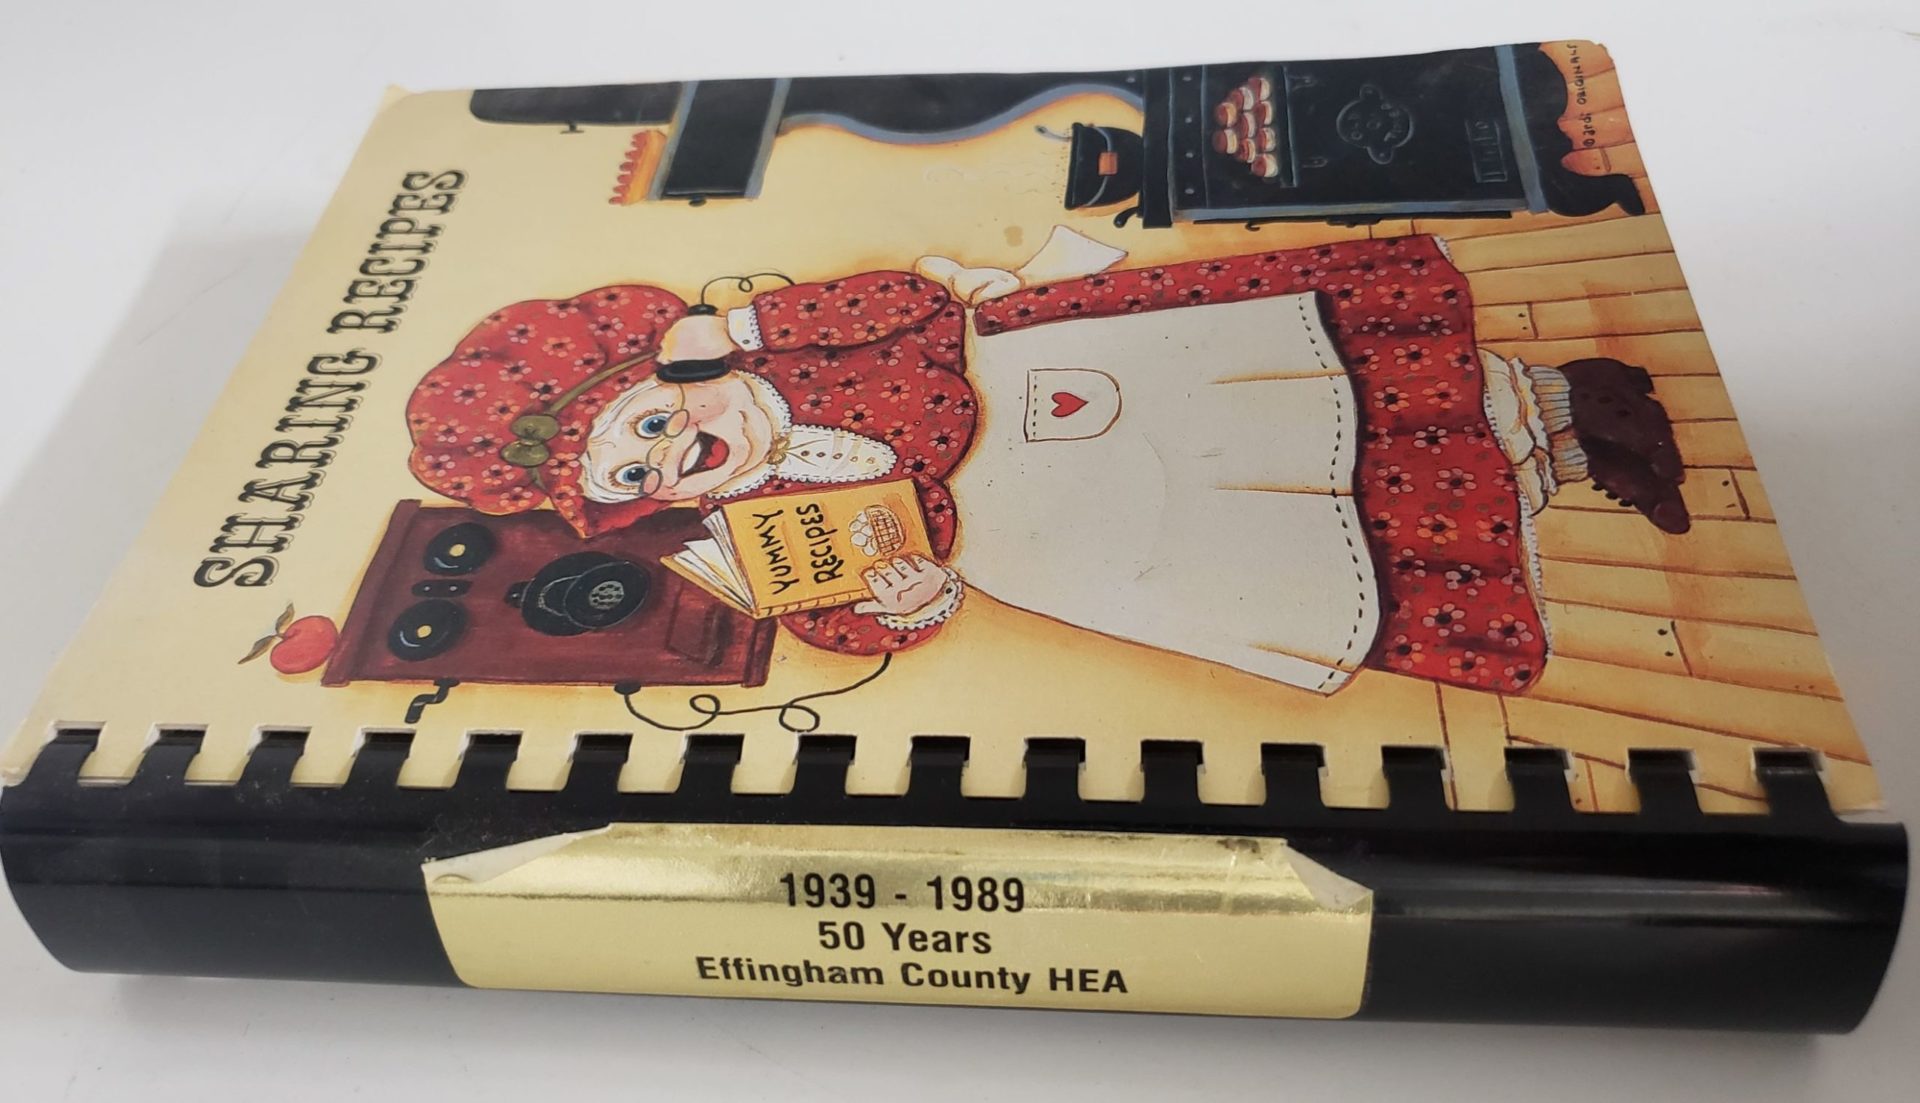 SHARING RECIPES
YUMMY
RECIPES
1939 - 1989
50 Years
Effingham County HEA